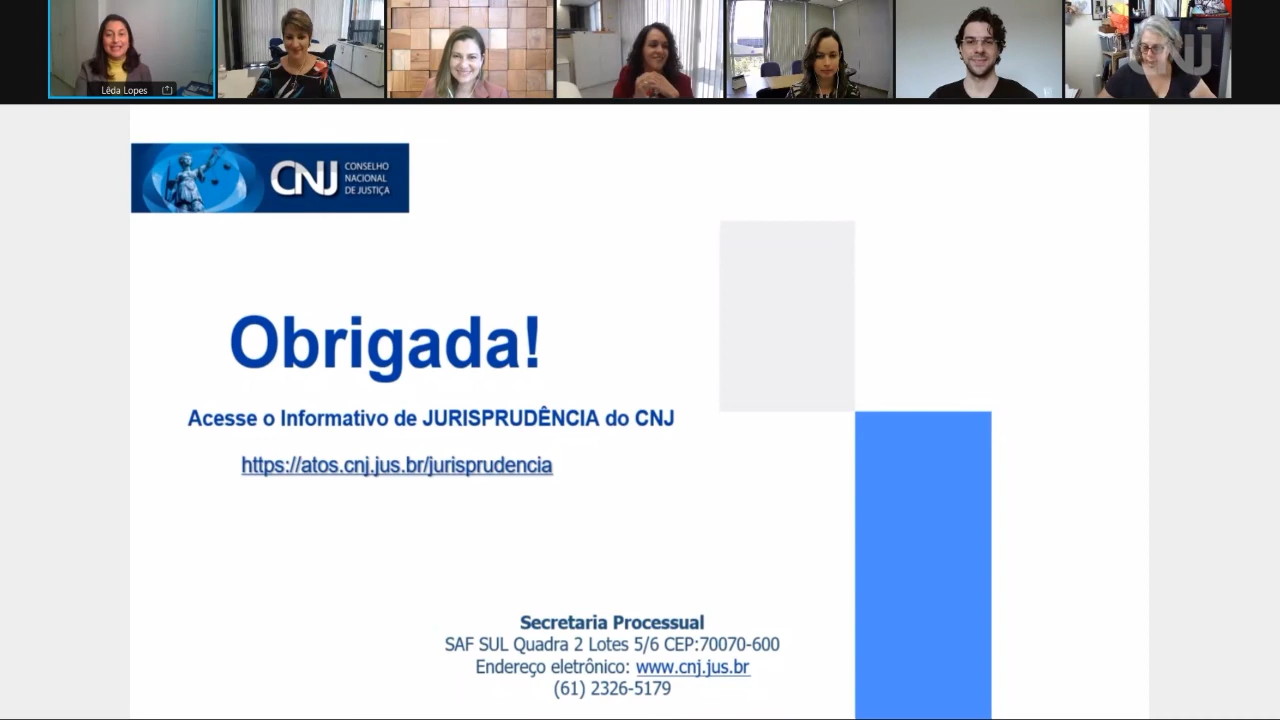 Lêda Lopes
CNJ
CNJ
CONSELHO
NACIONAL
DE JUSTIÇA
Obrigada!
Acesse o Informativo de JURISPRUDÊNCIA do CNJ
https://atos.cnj.jus.br/jurisprudencia
Secretaria Processual
SAF SUL Quadra 2 Lotes 5/6 CEP:70070-600
Endereço eletrônico: www.cnj.jus.br
(61) 2326-5179